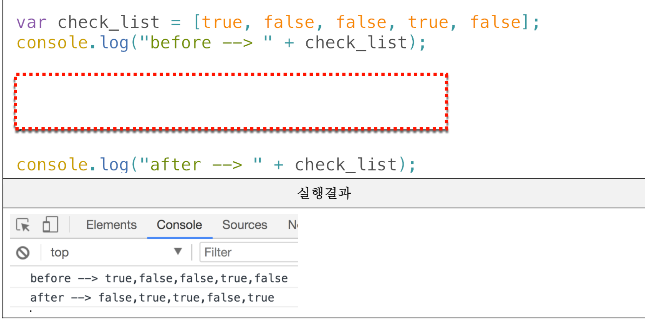 var check_list = [true, false, false, true, false];
console.log("before --> " + check_list);
console.log("after --> " + check_list);
실행결과
Elements Console Sources
top ▼ Filter
before --> true,false,false,true,false
after --> false,true,true,false,true